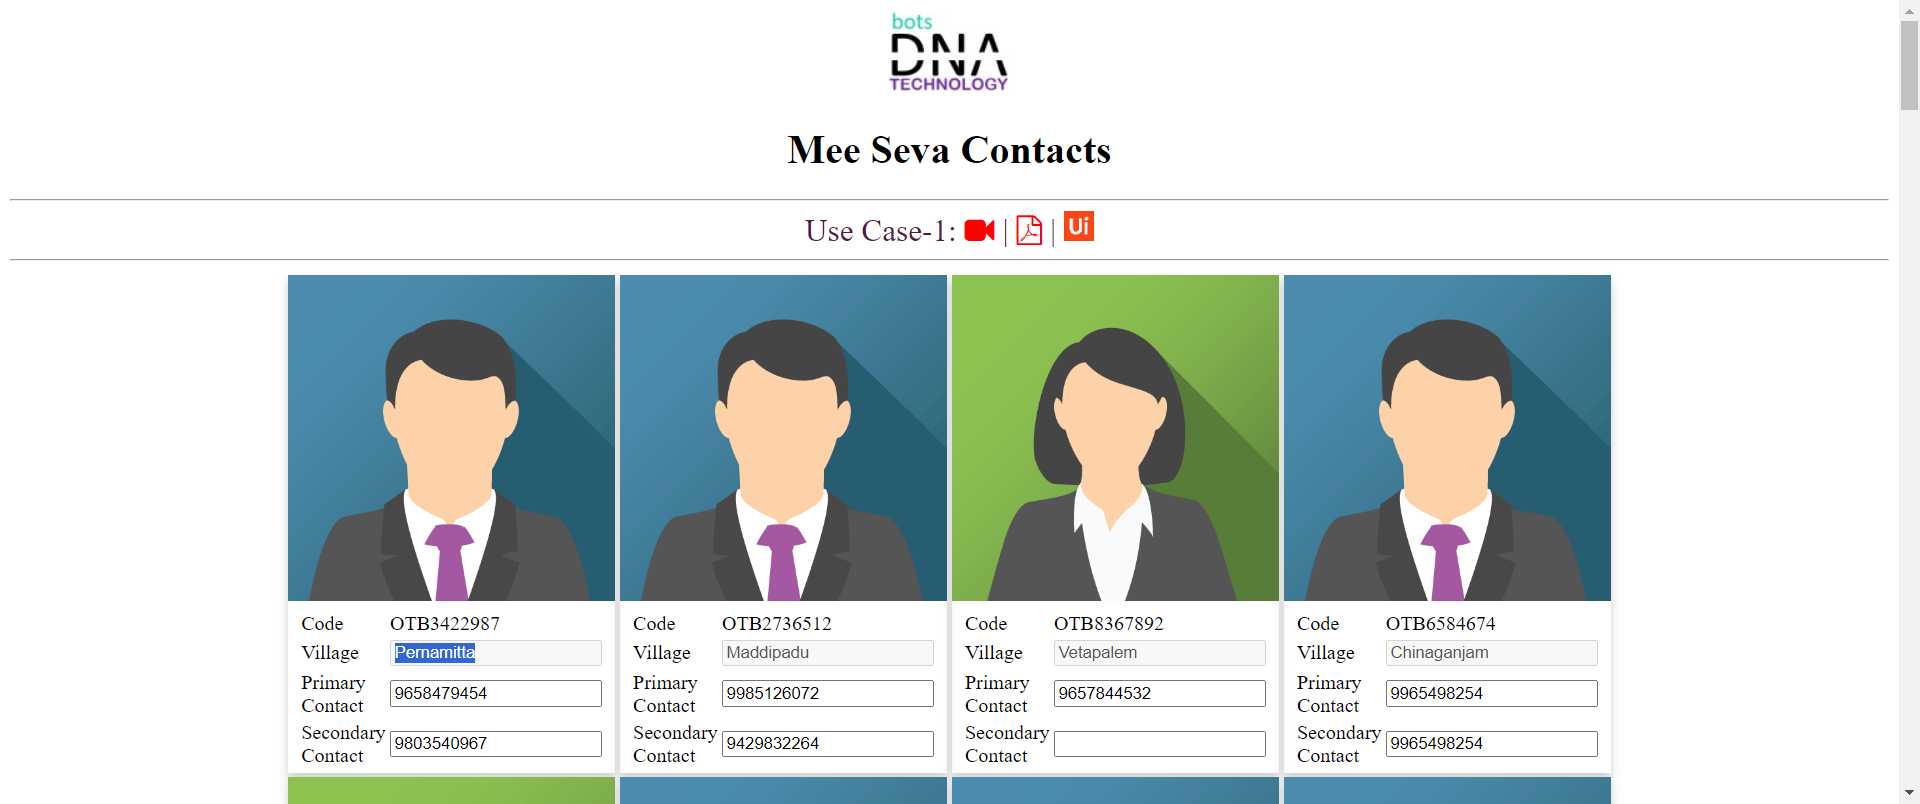 bots
DNA
TECHNOLOGY
Mee Seva Contacts
Use Case-1: | | Ui
Code OTB3422987
Village Pernamitta
Primary Contact 9658479454
Secondary Contact 9803540967
Code OTB2736512
Village Maddipadu
Primary Contact 9985126072
Secondary Contact 9429832264
Code OTB8367892
Village Vetapalem
Primary Contact 9657844532
Secondary Contact
Code OTB6584674
Village Chinaganjam
Primary Contact 9965498254
Secondary Contact 9965498254